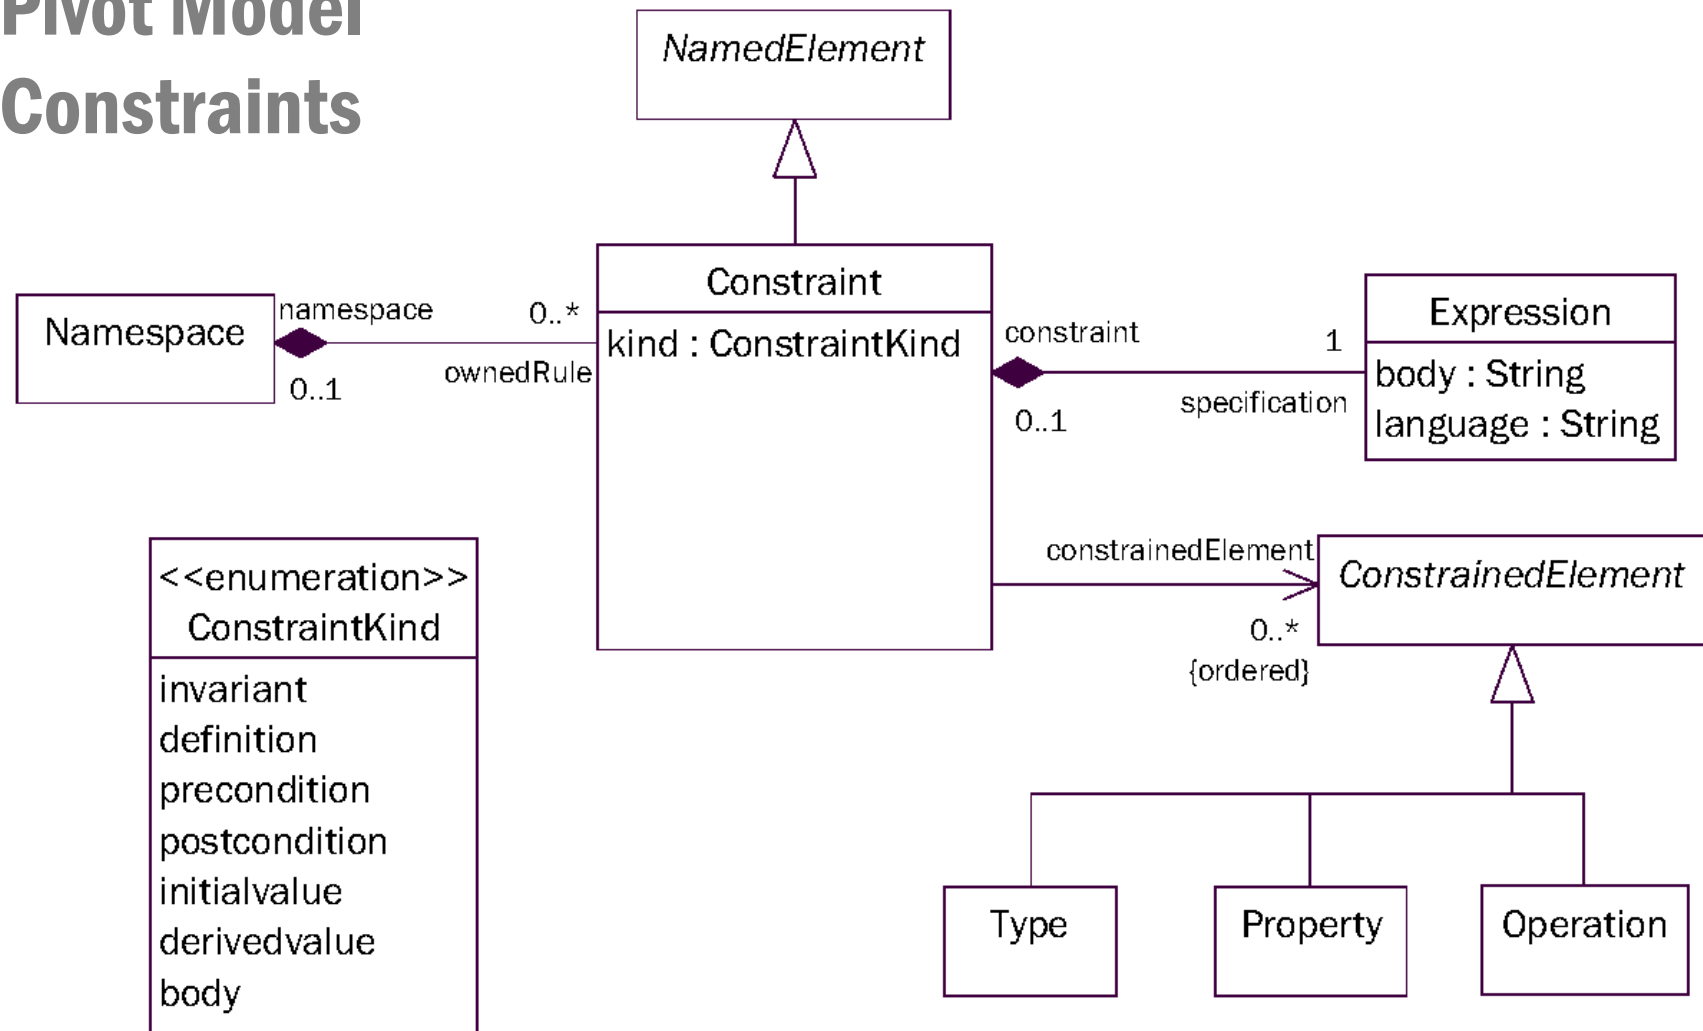 Pivot Model
Constraints
NamedElement
Namespace
namespace
0..*
0..1
ownedRule
Constraint
kind : ConstraintKind
constraint
1
0..1
specification
Expression
body : String
language : String
constrainedElement
0..*
{ordered}
ConstrainedElement
<<enumeration>>
ConstraintKind
invariant
definition
precondition
postcondition
initialvalue
derivedvalue
body
Type
Property
Operation